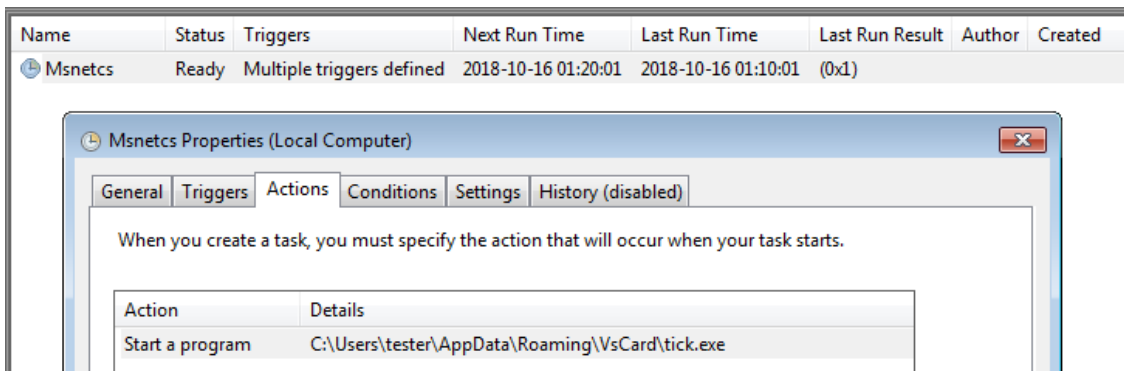 Name Status Triggers Next Run Time Last Run Time Last Run Result Author Created
Msnetcs Ready Multiple triggers defined 2018-10-16 01:20:01 2018-10-16 01:10:01 (0x1)
Msnetcs Properties (Local Computer)
General Triggers Actions Conditions Settings History (disabled)
When you create a task, you must specify the action that will occur when your task starts.
Action Details
Start a program C:\Users\tester\AppData\Roaming\VsCard\tick.exe